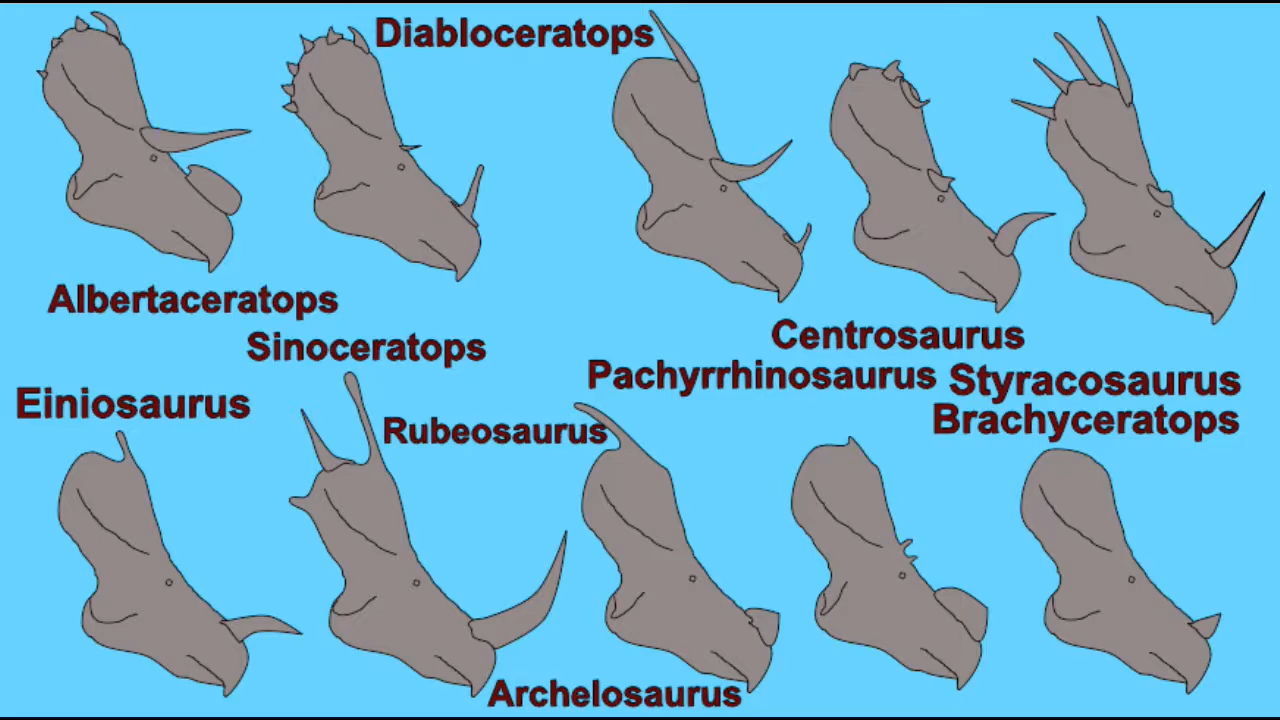 Diabloceratops
Albertaceratops
Sinoceratops
Centrosaurus
Pachyrrhinosaurus
Styracosaurus
Brachyceratops
Einiosaurus
Rubeosaurus
Archelosaurus